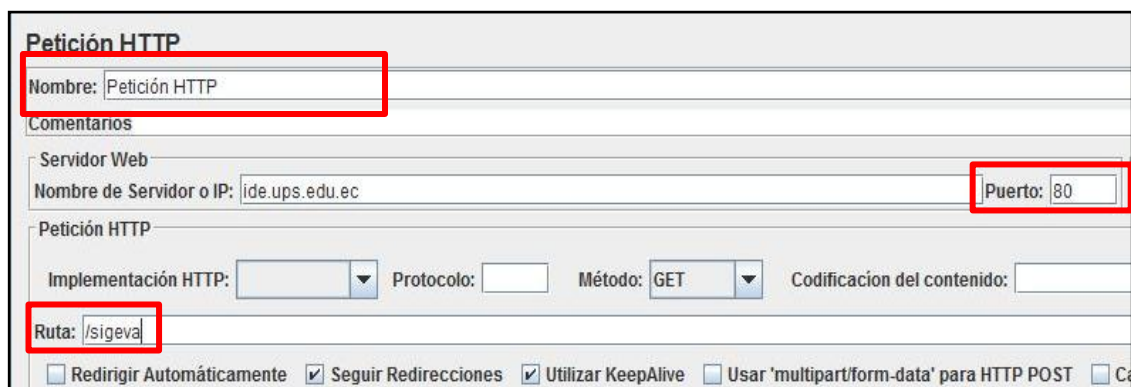 Petición HTTP
Nombre: Petición HTTP
Comentarios
Servidor Web
Nombre de Servidor o IP: ide.ups.edu.ec Puerto: 80
Petición HTTP
Implementación HTTP: Protocolo: Método: GET Codificacíon del contenido:
Ruta: /sigeva
Redirigir Automáticamente Seguir Redirecciones Utilizar KeepAlive Usar 'multipart/form-data' para HTTP POST